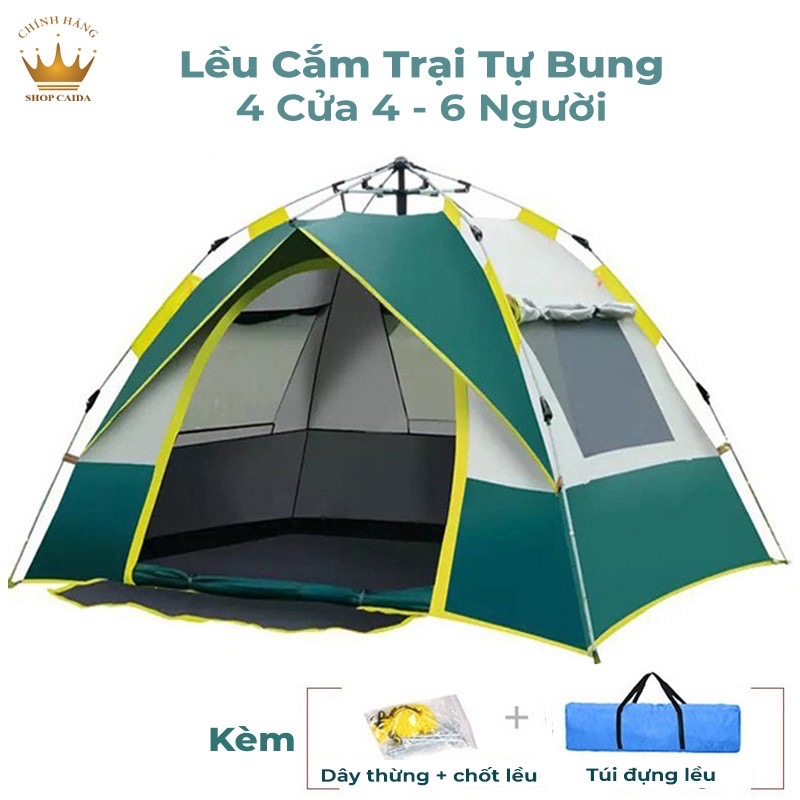 CHÍNH HÃNG
SHOP CAIDA
Lều Cắm Trại Tự Bung
4 Cửa 4 - 6 Người
Kèm
+
Dây thừng + chốt lều
Túi đựng lều